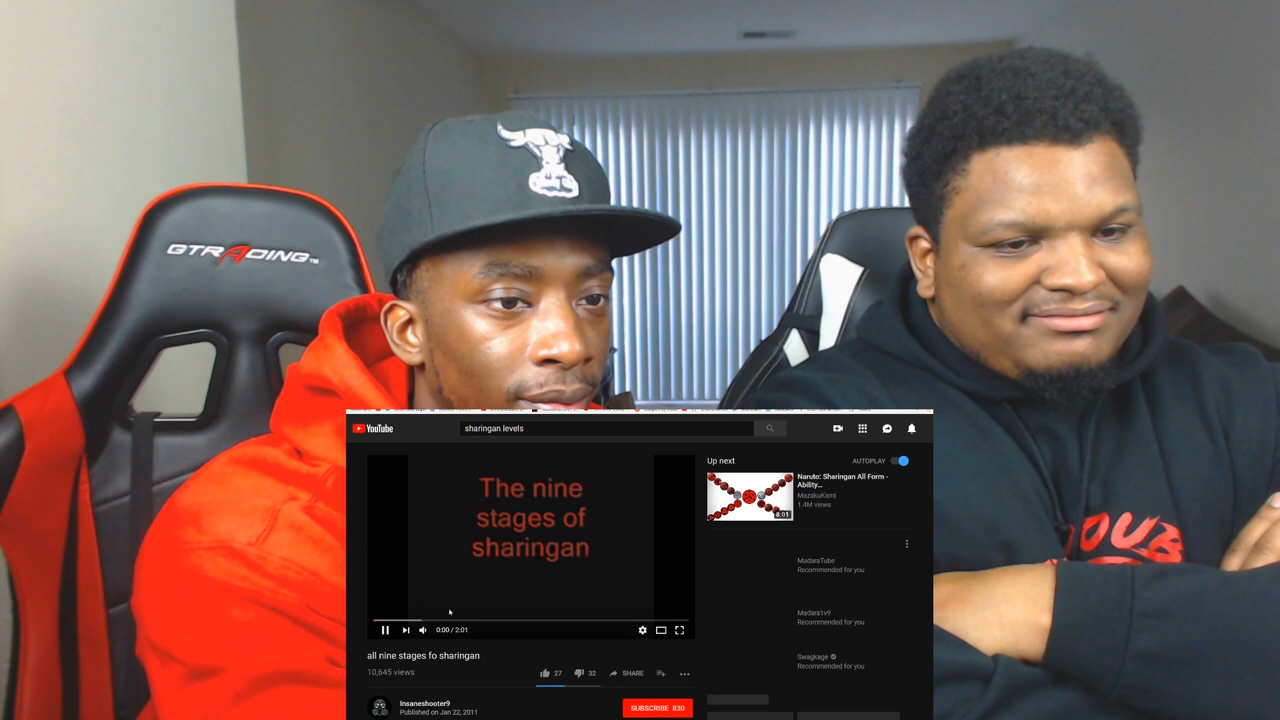 GTRACING™
OUB
YouTube
sharingan levels
The nine
stages of
sharingan
0:00 / 2:01
Up next
AUTOPLAY
Naruto: Sharingan All Form -
Ability...
MazakuKami
1.4M views
8:01
MadaraTube
Recommended for you
Madara1v9
Recommended for you
Swagkage
Recommended for you
all nine stages fo sharingan
10,645 views
27
32
SHARE
Insaneshooter9
Published on Jan 22, 2011
SUBSCRIBE 830